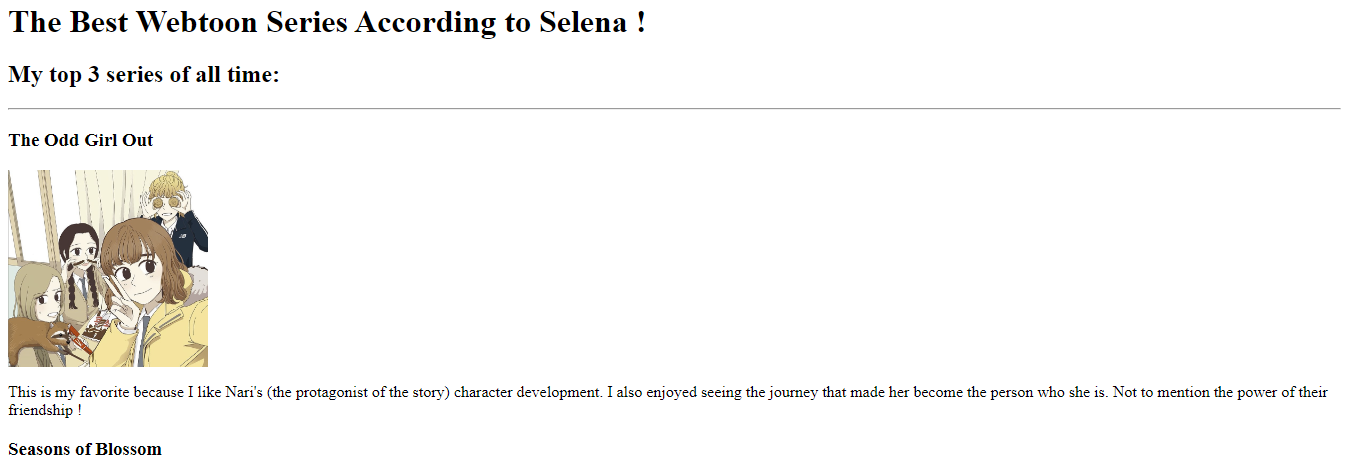 The Best Webtoon Series According to Selena !
My top 3 series of all time:
The Odd Girl Out
This is my favorite because I like Nari's (the protagonist of the story) character development. I also enjoyed seeing the journey that made her become the person who she is. Not to mention the power of their
friendship !
Seasons of Blossom